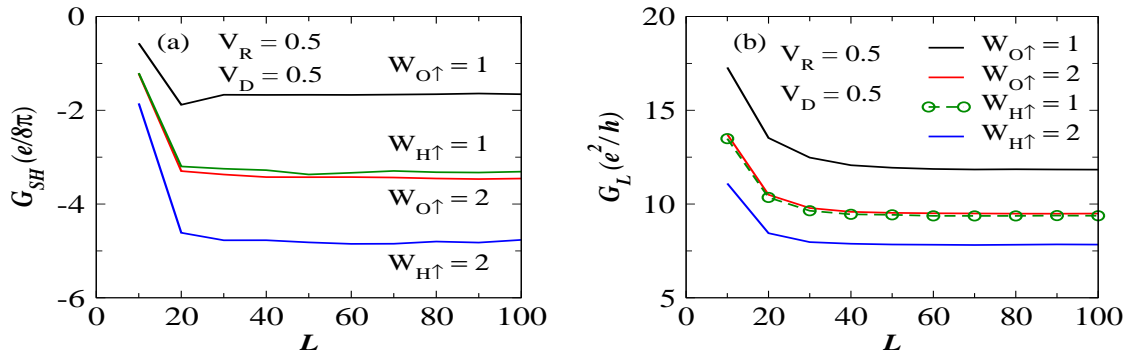 (a)
V_R = 0.5
V_D = 0.5
W_O↑ = 1
W_H↑ = 1
W_O↑ = 2
W_H↑ = 2
G_SH (e/8π)
0
-2
-4
-6
0 20 40 60 80 100
L
(b)
V_R = 0.5
V_D = 0.5
W_O↑ = 1
W_O↑ = 2
W_H↑ = 1
W_H↑ = 2
G_L (e²/h)
20
15
10
5
0 20 40 60 80 100
L